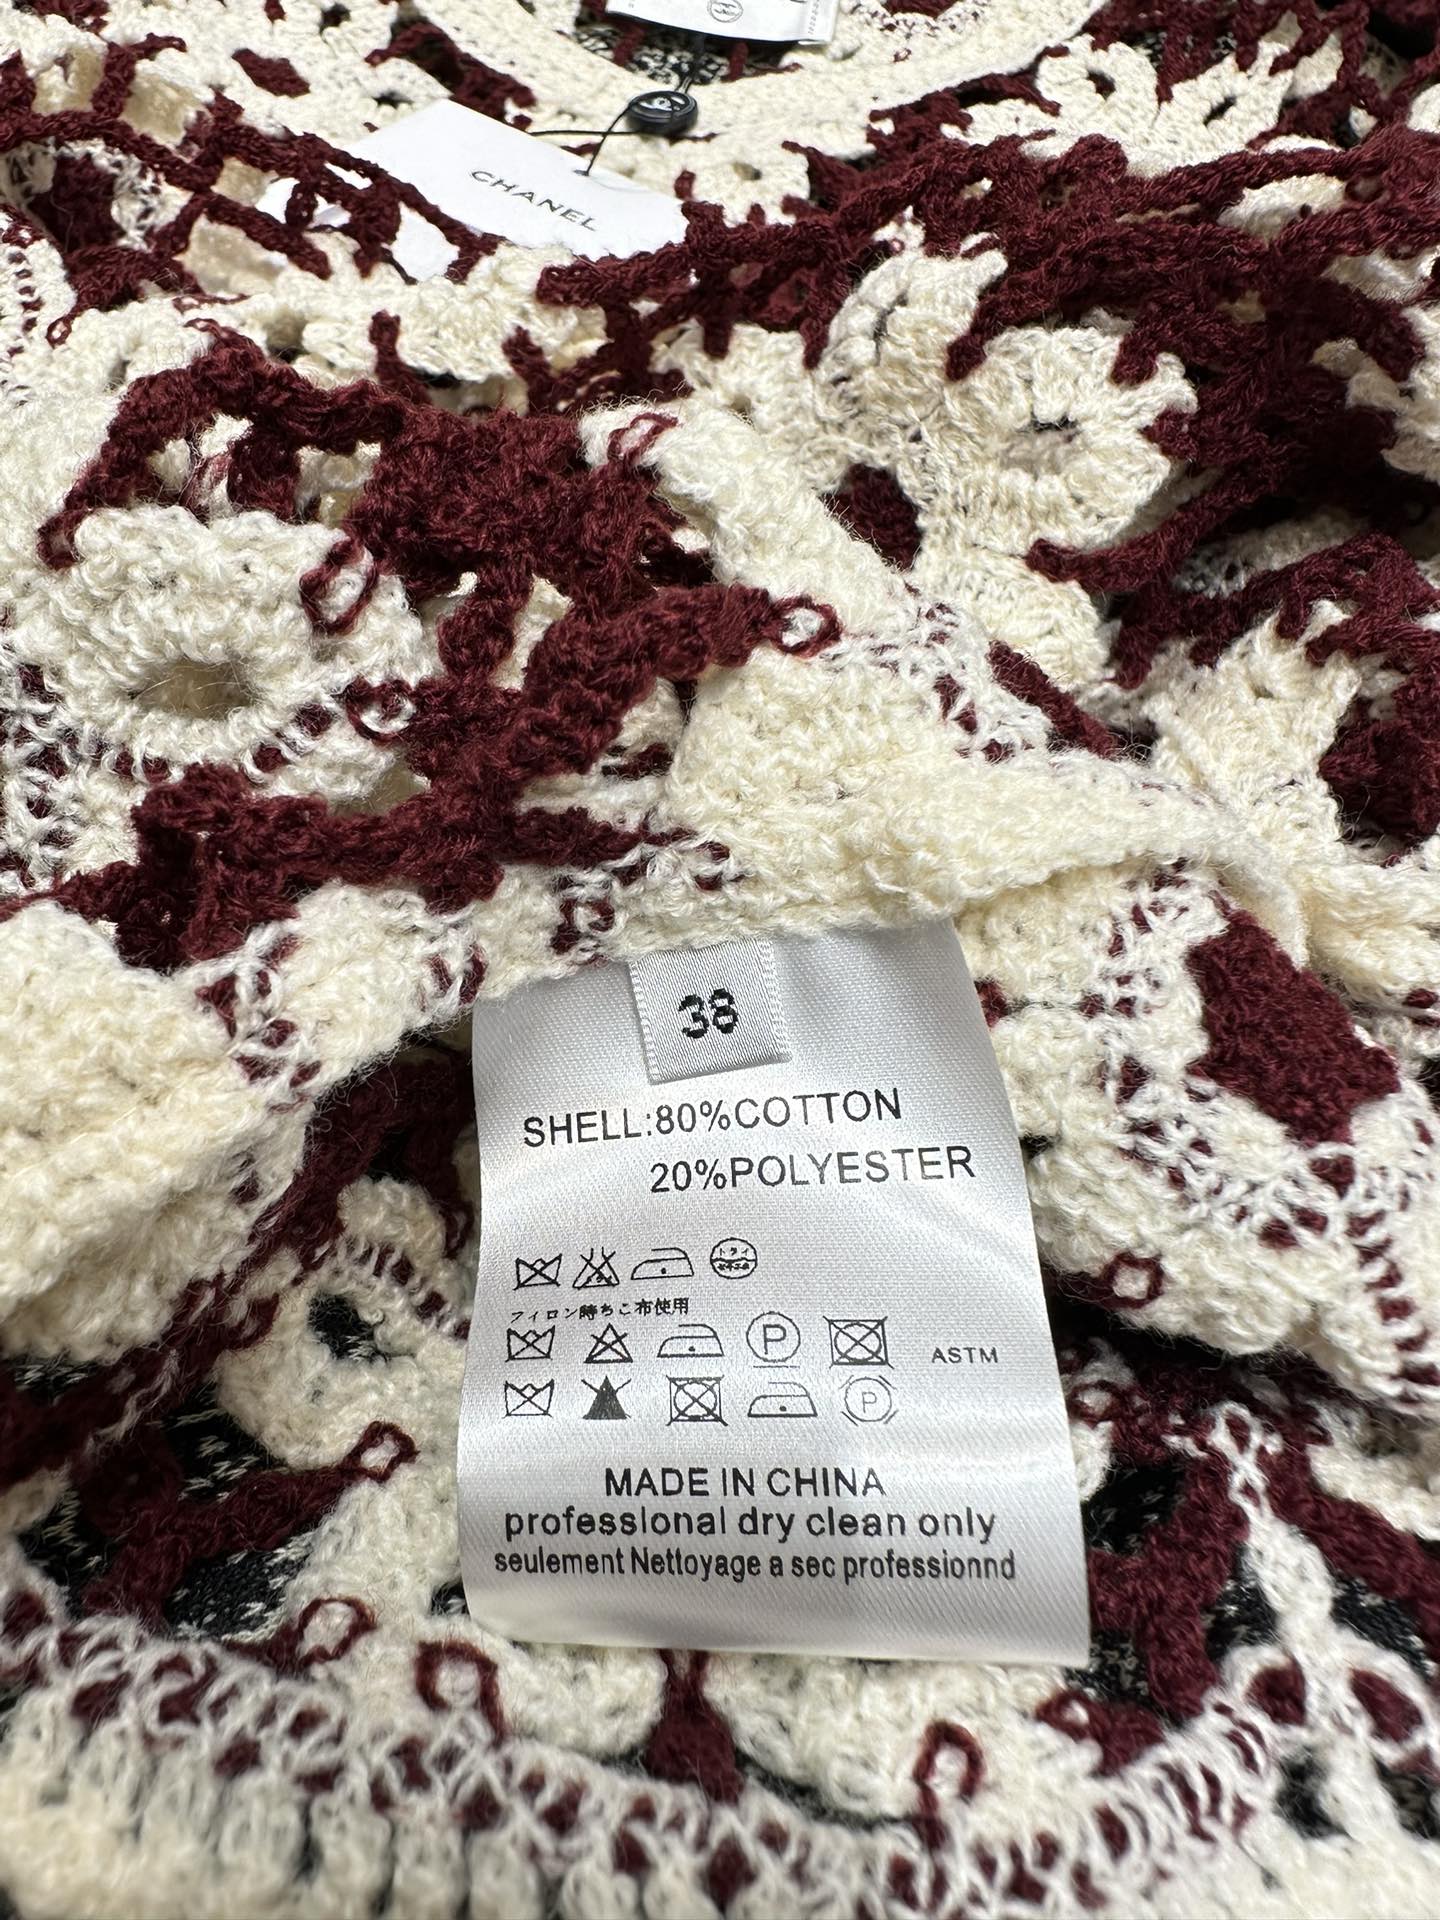 CHANEL
38
SHELL:80%COTTON
20%POLYESTER
フィロン時ちこ布使用
P
ASTM
P
MADE IN CHINA
professlonal dry clean only
seulement Nettoyage a sec professionnd